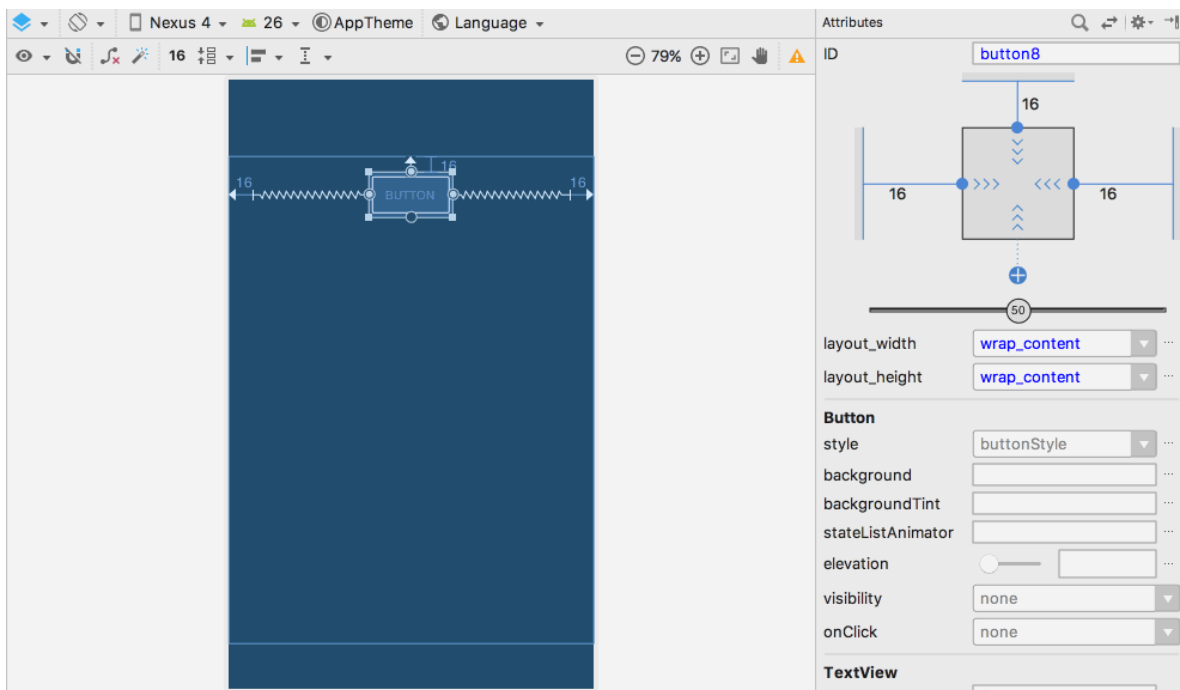 Nexus 4 26 AppTheme Language
Attributes
16 79%
ID button8
16
16
16 16
BUTTON
16 16
50
layout_width wrap_content
layout_height wrap_content
Button
style buttonStyle
background
backgroundTint
stateListAnimator
elevation
visibility none
onClick none
TextView